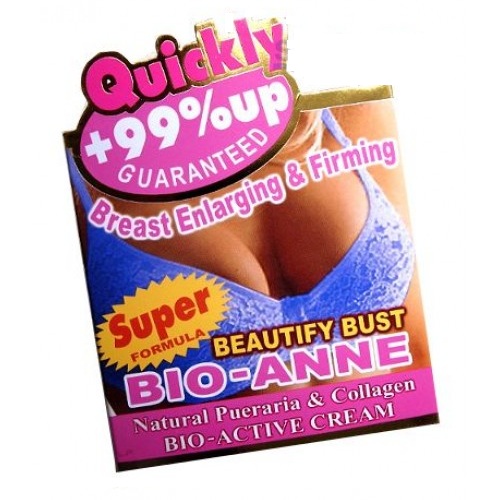 Quickly
+99%up
GUARANTEED
Breast Enlarging & Firming
Super
FORMULA
BEAUTIFY BUST
BIO-ANNE
Natural Pueraria & Collagen
BIO-ACTIVE CREAM